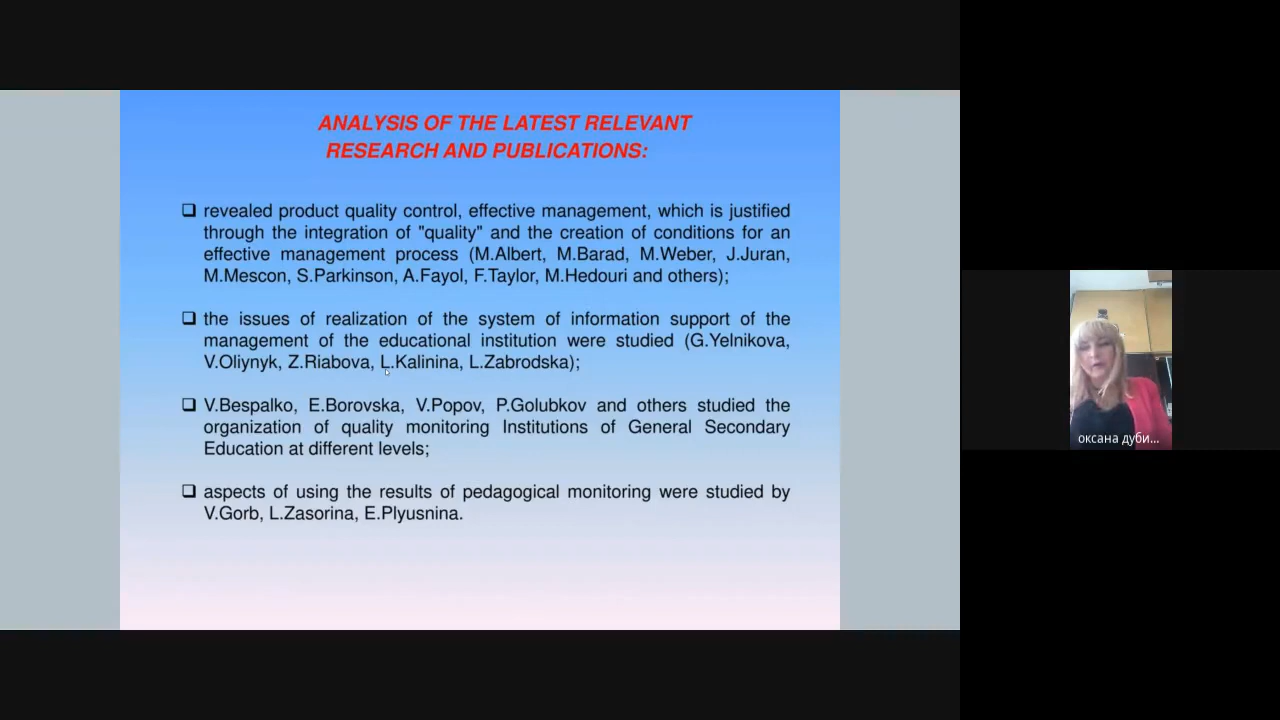 ANALYSIS OF THE LATEST RELEVANT
RESEARCH AND PUBLICATIONS:
❑ revealed product quality control, effective management, which is justified
through the integration of "quality" and the creation of conditions for an
effective management process (M.Albert, M.Barad, M.Weber, J.Juran,
M.Mescon, S.Parkinson, A.Fayol, F.Taylor, M.Hedouri and others);
❑ the issues of realization of the system of information support of the
management of the educational institution were studied (G.Yelnikova,
V.Oliynyk, Z.Riabova, L.Kalinina, L.Zabrodska);
❑ V.Bespalko, E.Borovska, V.Popov, P.Golubkov and others studied the
organization of quality monitoring Institutions of General Secondary
Education at different levels;
❑ aspects of using the results of pedagogical monitoring were studied by
V.Gorb, L.Zasorina, E.Plyusnina.
оксана дуби...